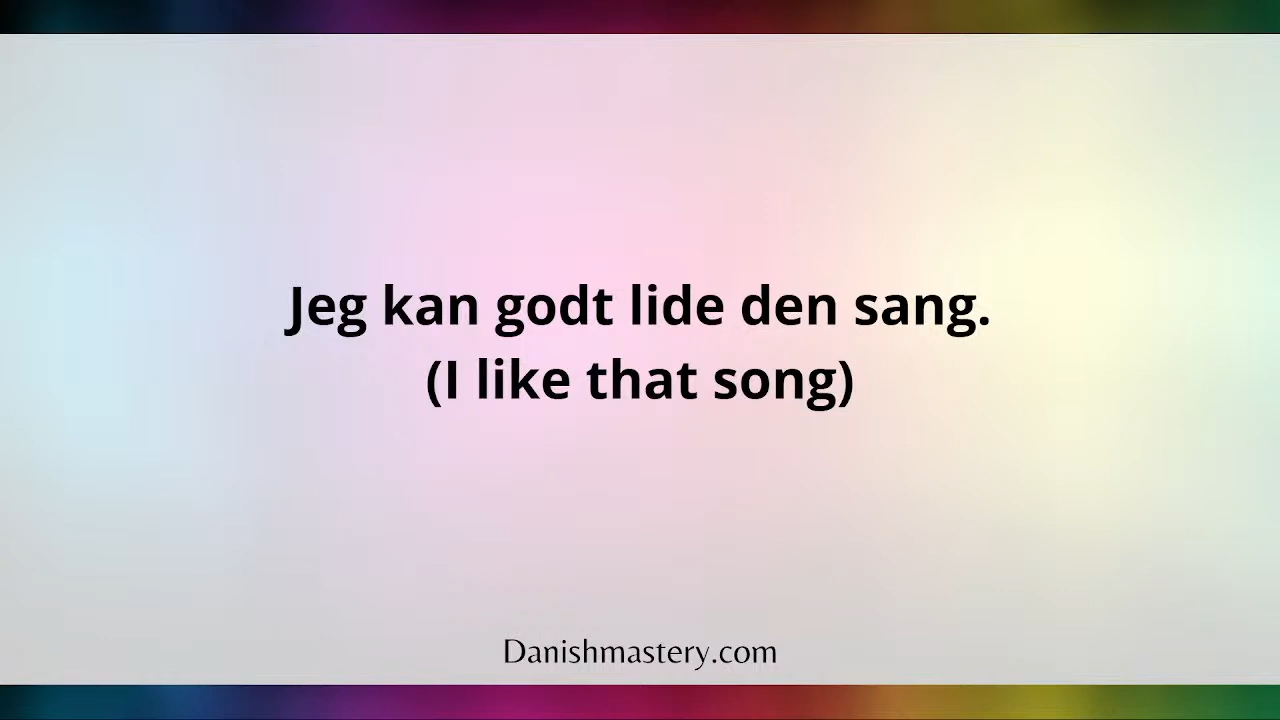 Jeg kan godt lide den sang.
(I like that song)
Danishmastery.com